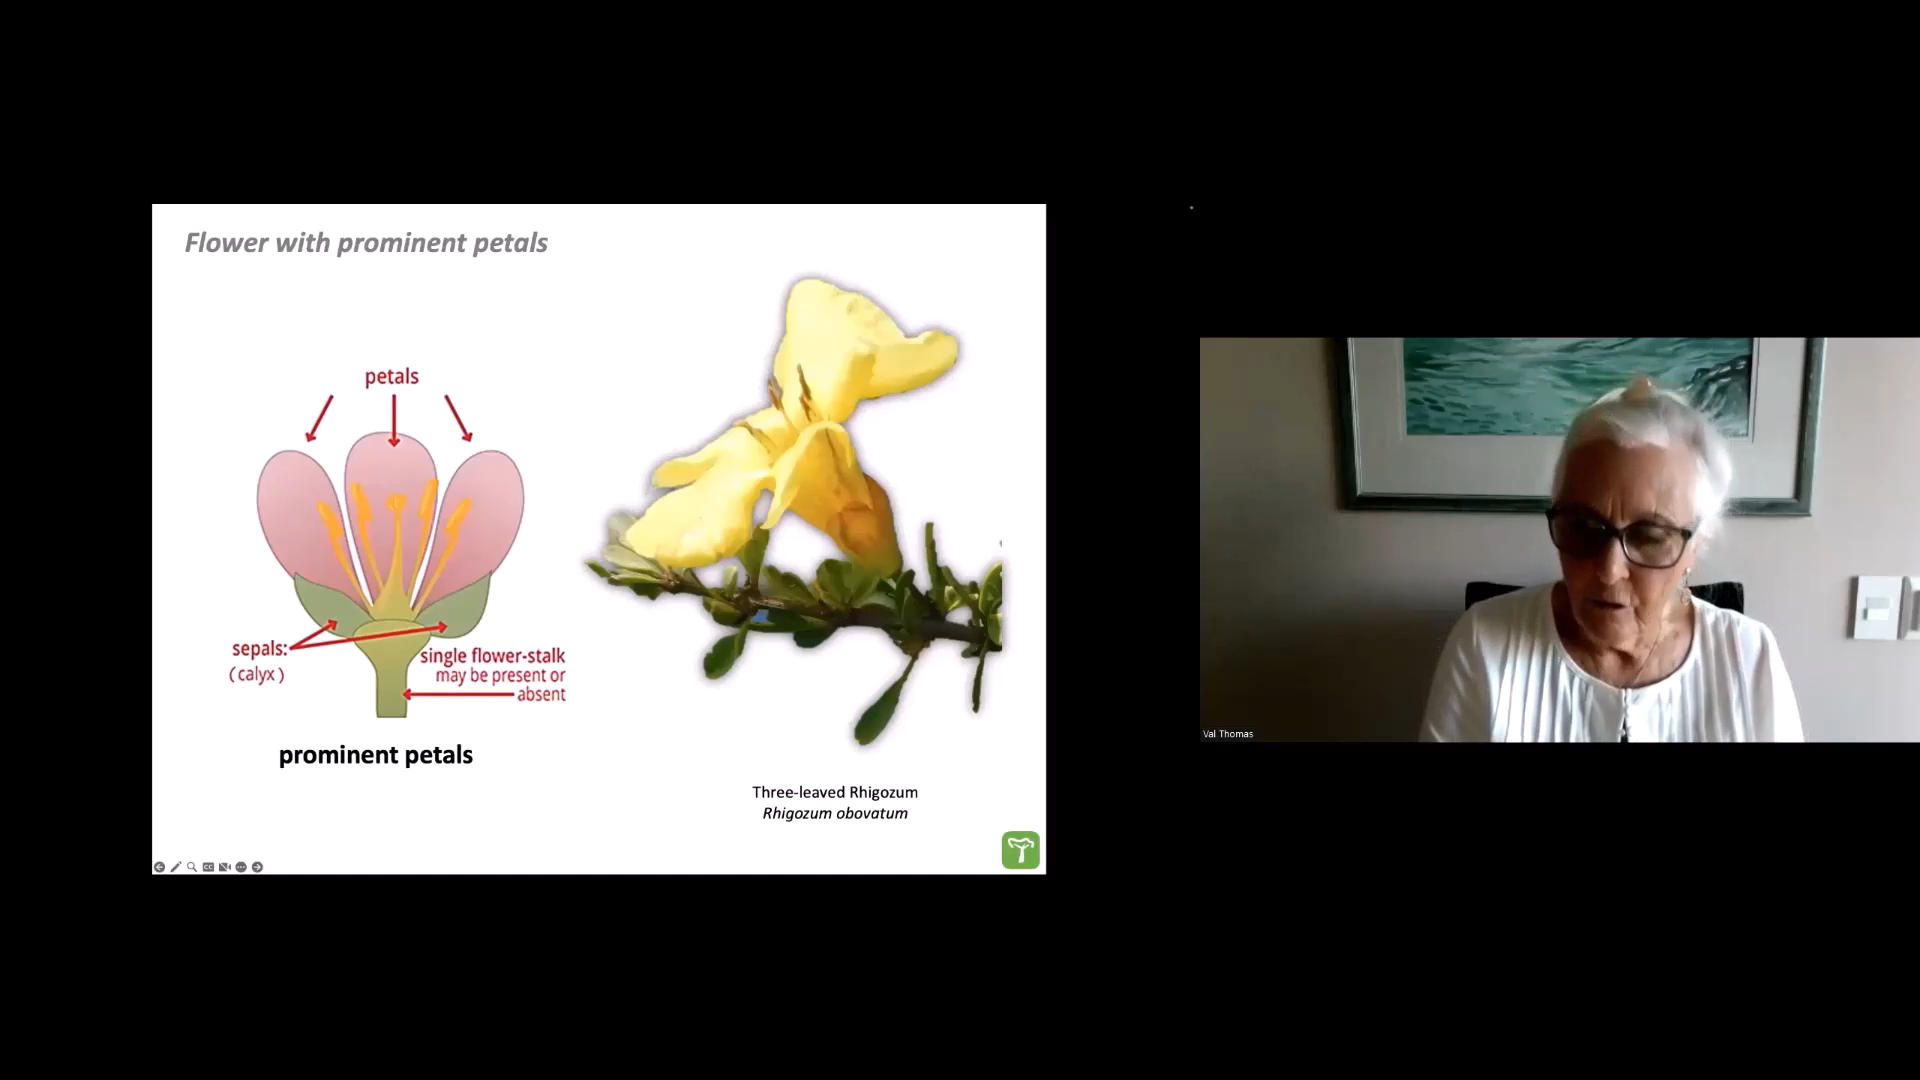 Flower with prominent petals
petals
sepals:
(calyx)
single flower-stalk
may be present or
absent
prominent petals
Three-leaved Rhigozum
Rhigozum obovatum
Val Thomas